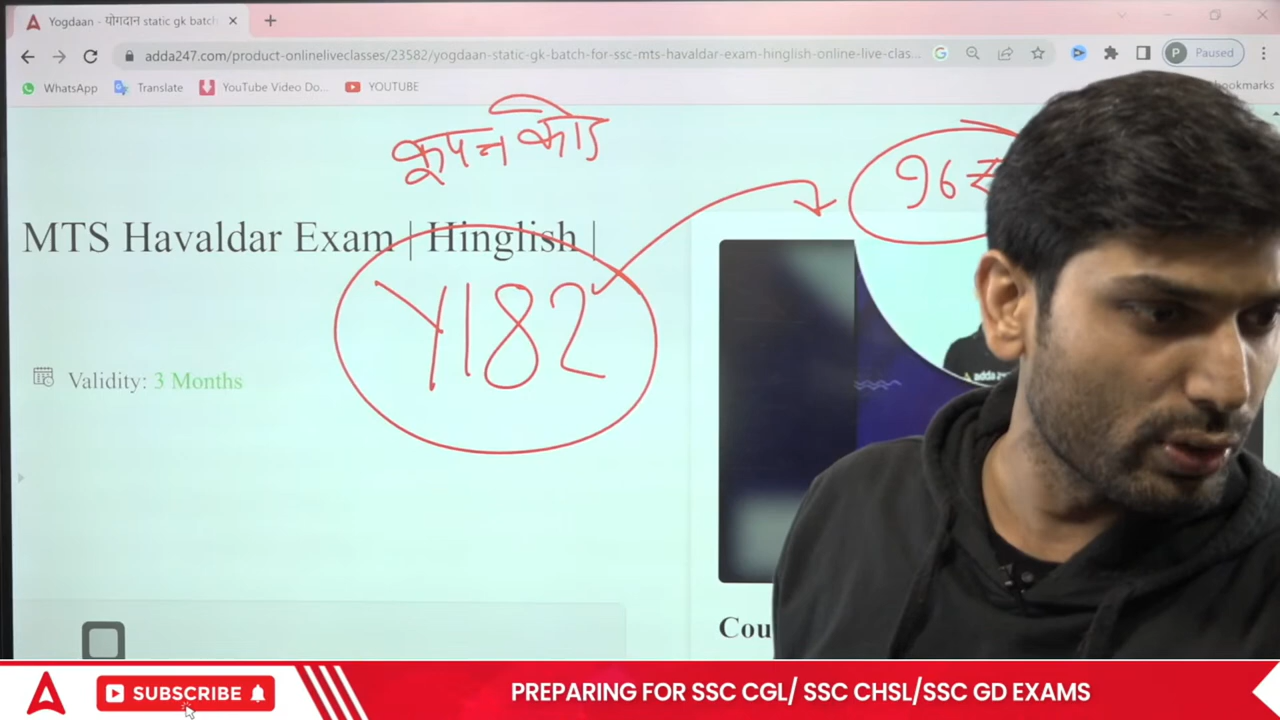 Yogdaan - योगदान static gk batch
adda247.com/product-onlineliveclasses/23582/yogdaan-static-gk-batch-for-ssc-mts-havaldar-exam-hinglish-online-live-clas...
P Paused
WhatsApp
Translate
YouTube Video Do...
YOUTUBE
bookmarks
कूपन कोड
96₹
MTS Havaldar Exam | Hinglish |
Y182
Validity: 3 Months
adda
Cou
SUBSCRIBE
PREPARING FOR SSC CGL/ SSC CHSL/SSC GD EXAMS